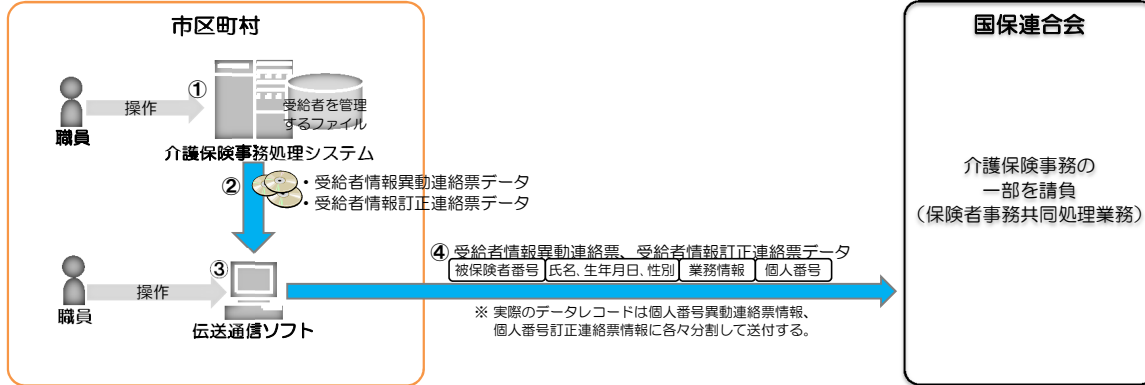 市区町村
①
操作
職員
受給者を管理
するファイル
介護保険事務処理システム
②
・受給者情報異動連絡票データ
・受給者情報訂正連絡票データ
③
操作
職員
伝送通信ソフト
④ 受給者情報異動連絡票、受給者情報訂正連絡票データ
被保険者番号 氏名、生年月日、性別 業務情報 個人番号
※ 実際のデータレコードは個人番号異動連絡票情報、
個人番号訂正連絡票情報に各々分割して送付する。
国保連合会
介護保険事務の
一部を請負
（保険者事務共同処理業務）